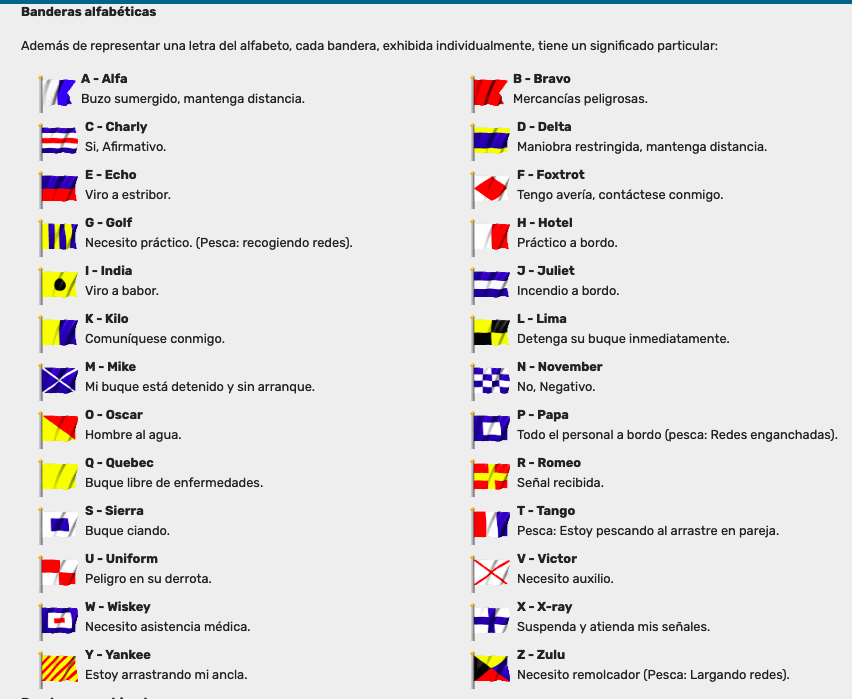 Banderas alfabéticas
Además de representar una letra del alfabeto, cada bandera, exhibida individualmente, tiene un significado particular:
A - Alfa
Buzo sumergido, mantenga distancia.
B - Bravo
Mercancías peligrosas.
C - Charly
Si, Afirmativo.
D - Delta
Maniobra restringida, mantenga distancia.
E - Echo
Viro a estribor.
F - Foxtrot
Tengo avería, contáctese conmigo.
G - Golf
Necesito práctico. (Pesca: recogiendo redes).
H - Hotel
Práctico a bordo.
I - India
Viro a babor.
J - Juliet
Incendio a bordo.
K - Kilo
Comuníquese conmigo.
L - Lima
Detenga su buque inmediatamente.
M - Mike
Mi buque está detenido y sin arranque.
N - November
No, Negativo.
O - Oscar
Hombre al agua.
P - Papa
Todo el personal a bordo (pesca: Redes enganchadas).
Q - Quebec
Buque libre de enfermedades.
R - Romeo
Señal recibida.
S - Sierra
Buque ciando.
T - Tango
Pesca: Estoy pescando al arrastre en pareja.
U - Uniform
Peligro en su derrota.
V - Victor
Necesito auxilio.
W - Wiskey
Necesito asistencia médica.
X - X-ray
Suspenda y atienda mis señales.
Y - Yankee
Estoy arrastrando mi ancla.
Z - Zulu
Necesito remolcador (Pesca: Largando redes).